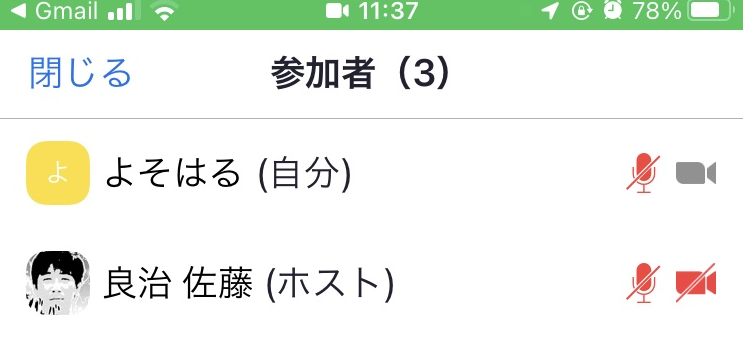 Gmail 11:37 78%
閉じる 参加者（3）
よ よそはる (自分)
良治 佐藤 (ホスト)